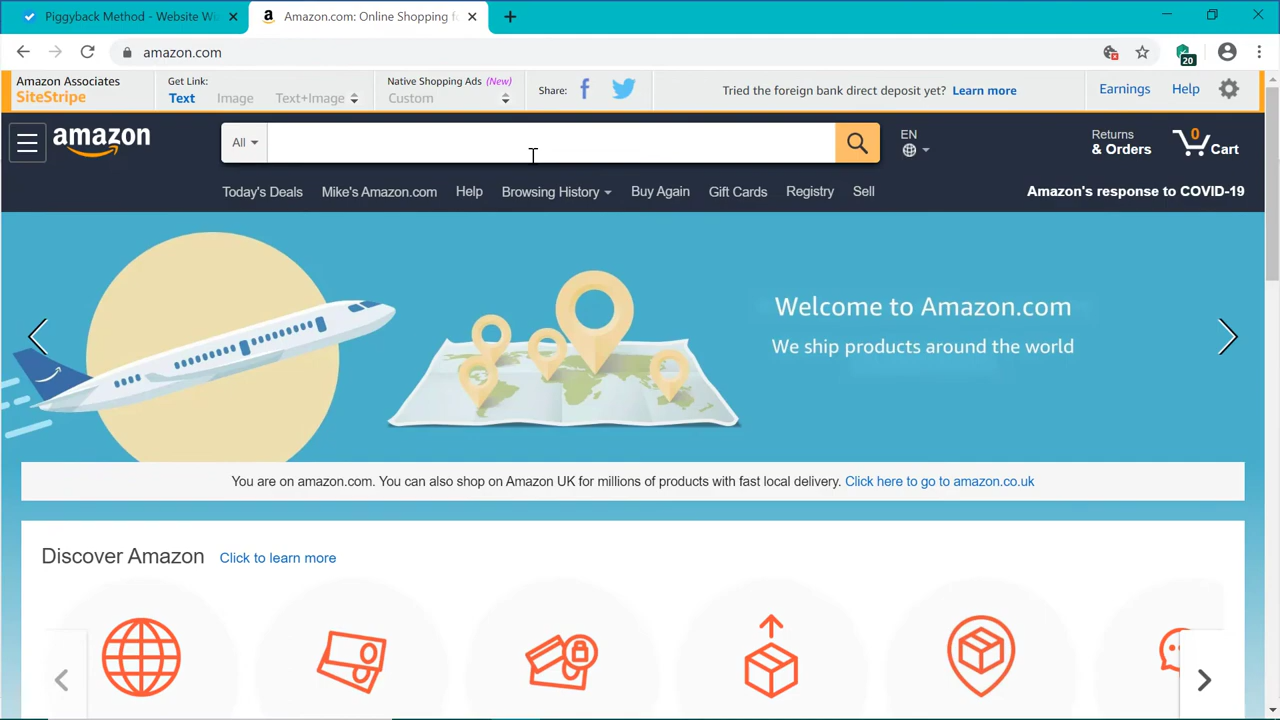 Piggyback Method - Website Wi
Amazon.com: Online Shopping f
amazon.com
20
Amazon Associates
SiteStripe
Get Link:
Text Image Text+Image
Native Shopping Ads (New)
Custom
Share:
Tried the foreign bank direct deposit yet? Learn more
Earnings Help
amazon
All
EN
Returns
& Orders
0
Cart
Today's Deals Mike's Amazon.com Help Browsing History Buy Again Gift Cards Registry Sell
Amazon's response to COVID-19
Welcome to Amazon.com
We ship products around the world
You are on amazon.com. You can also shop on Amazon UK for millions of products with fast local delivery. Click here to go to amazon.co.uk
Discover Amazon Click to learn more